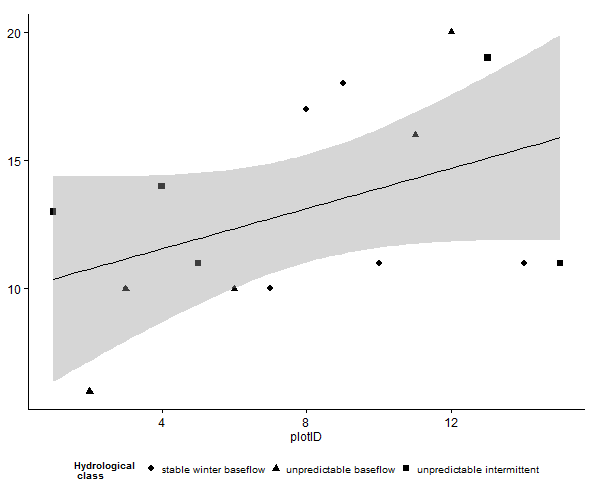 20
15
10
4 8 12
plotID
Hydrological
class
stable winter baseflow unpredictable baseflow unpredictable intermittent